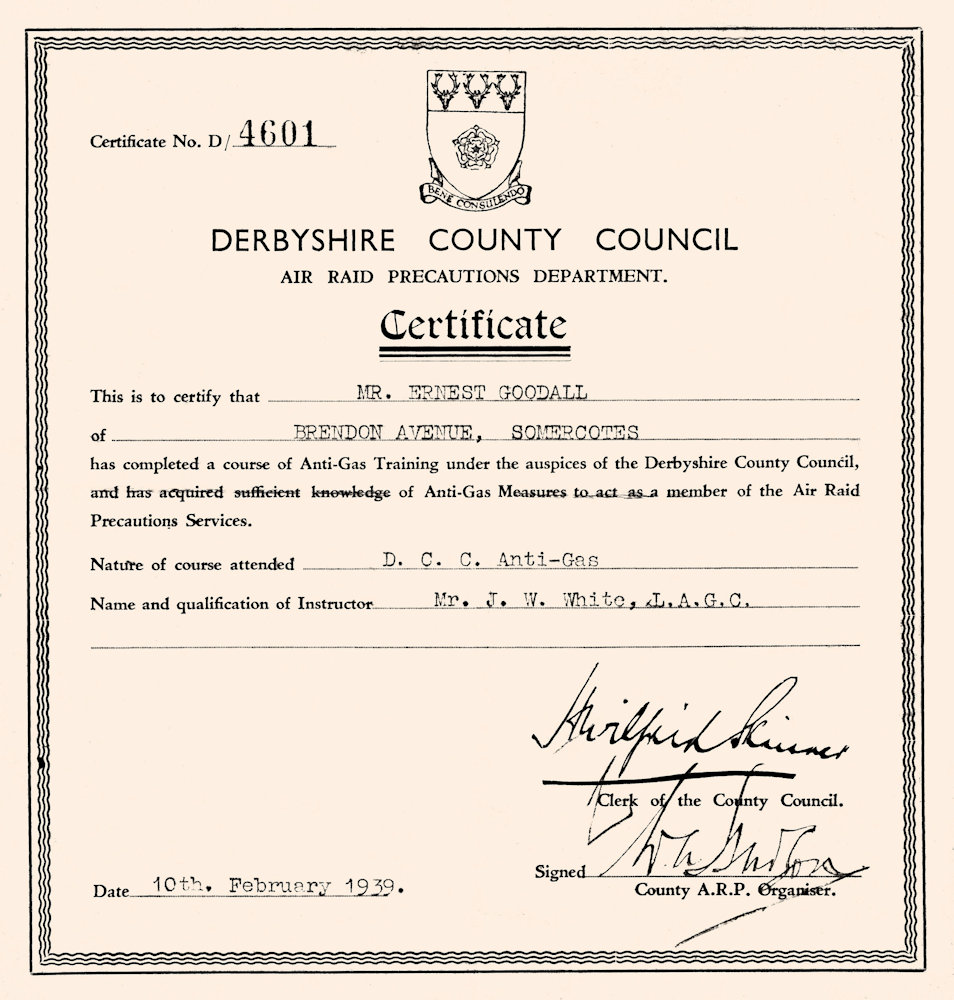 Certificate No. D/ 4601
BENE CONSULENDO
DERBYSHIRE COUNTY COUNCIL
AIR RAID PRECAUTIONS DEPARTMENT.
Certificate
This is to certify that MR. ERNEST GOODALL
of BRENDON AVENUE, SOMERCOTES
has completed a course of Anti-Gas Training under the auspices of the Derbyshire County Council,
and has acquired sufficient knowledge of Anti-Gas Measures to act as a member of the Air Raid
Precautions Services.
Nature of course attended D. C. C. Anti-Gas
Name and qualification of Instructor Mr. J. W. White, L.A.G.C.
Wilfrid Skinner
Clerk of the County Council.
Signed
County A.R.P. Organiser.
Date 10th. February 1939.